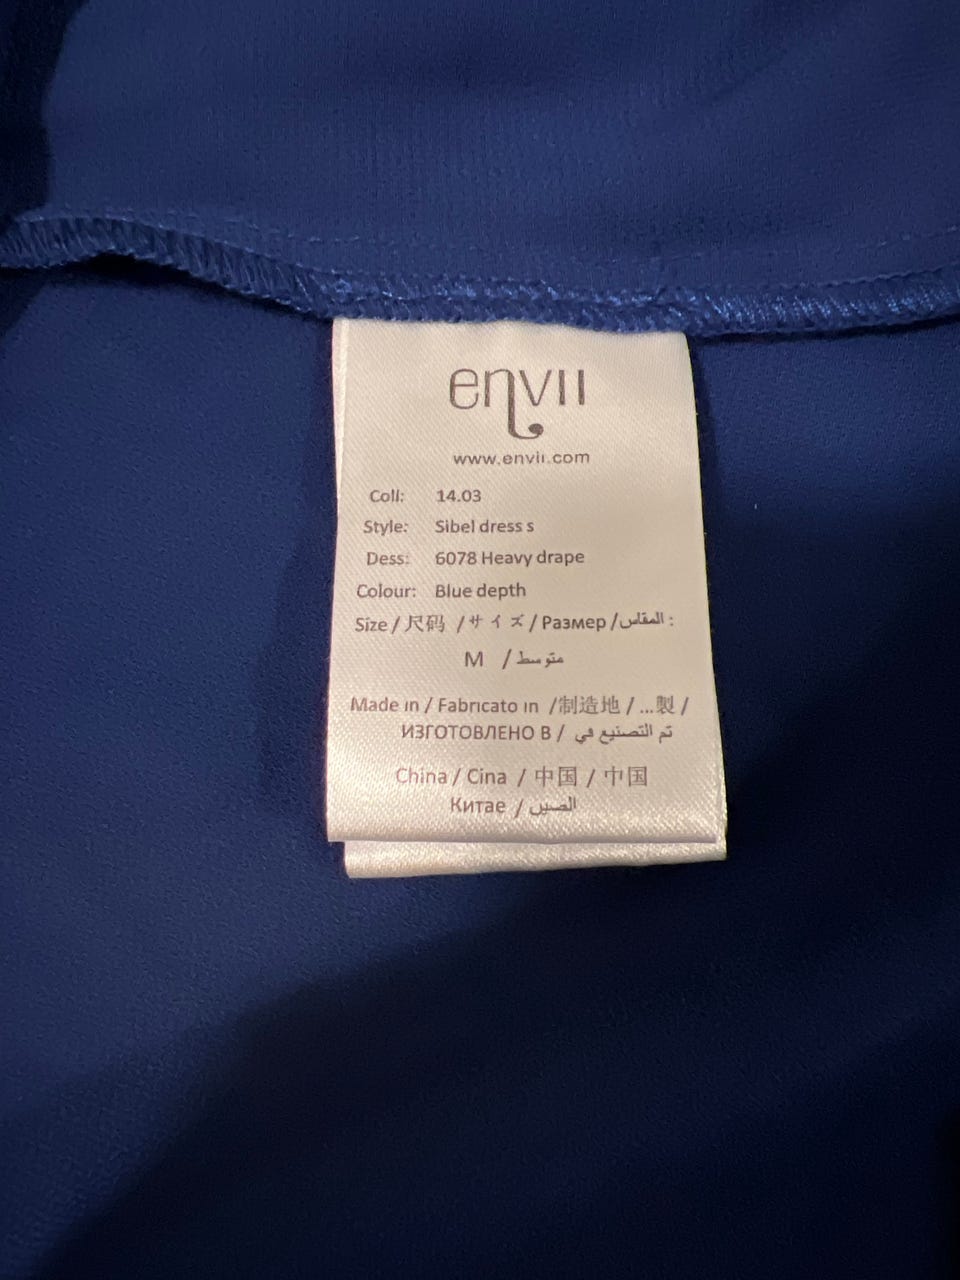 envii
www.envii.com
Coll: 14.03
Style: Sibel dress s
Dess: 6078 Heavy drape
Colour: Blue depth
Size / 尺码 / サイズ / Размер / المقاس :
M / متوسط
Made in / Fabricato in / 制造地 / ...製 /
ИЗГОТОВЛЕНО В / تم التصنيع في
China / Cina / 中国 / 中国
Китае / الصين